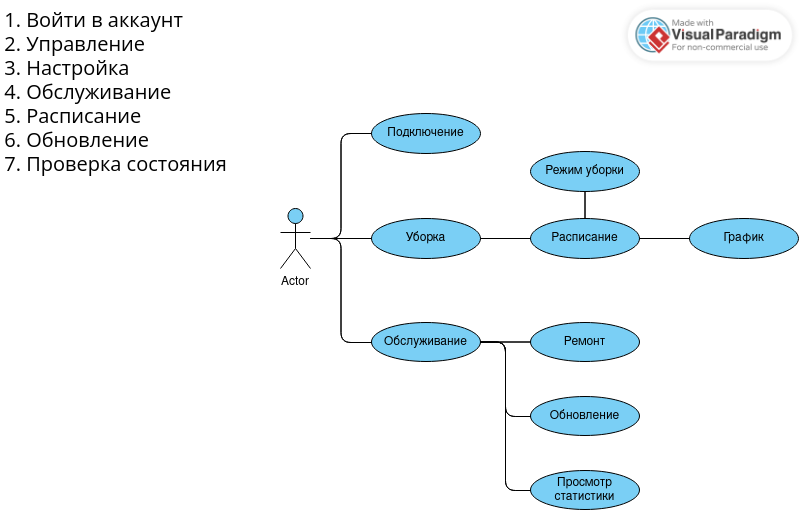 1. Войти в аккаунт
2. Управление
3. Настройка
4. Обслуживание
5. Расписание
6. Обновление
7. Проверка состояния
Made with
Visual Paradigm
For non-commercial use
Подключение
Режим уборки
Уборка
Расписание
График
Actor
Обслуживание
Ремонт
Обновление
Просмотр
статистики